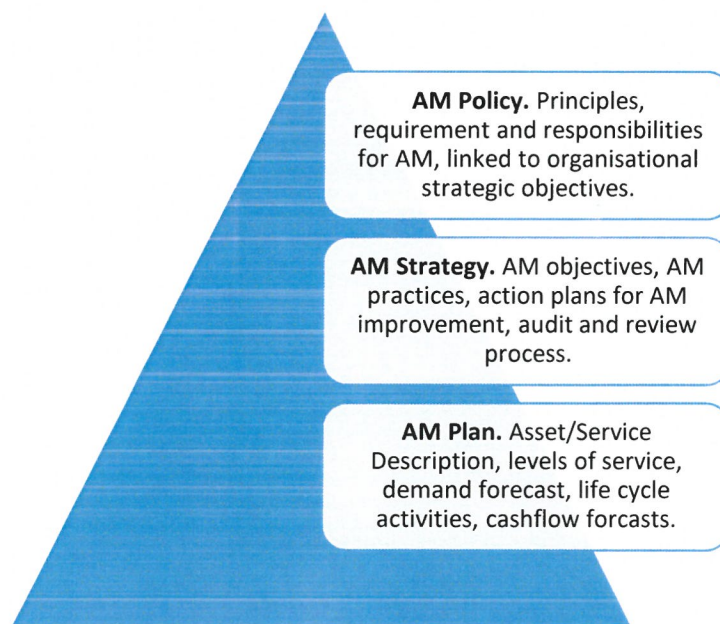 AM Policy. Principles,
requirement and responsibilities
for AM, linked to organisational
strategic objectives.
AM Strategy. AM objectives, AM
practices, action plans for AM
improvement, audit and review
process.
AM Plan. Asset/Service
Description, levels of service,
demand forecast, life cycle
activities, cashflow forcasts.